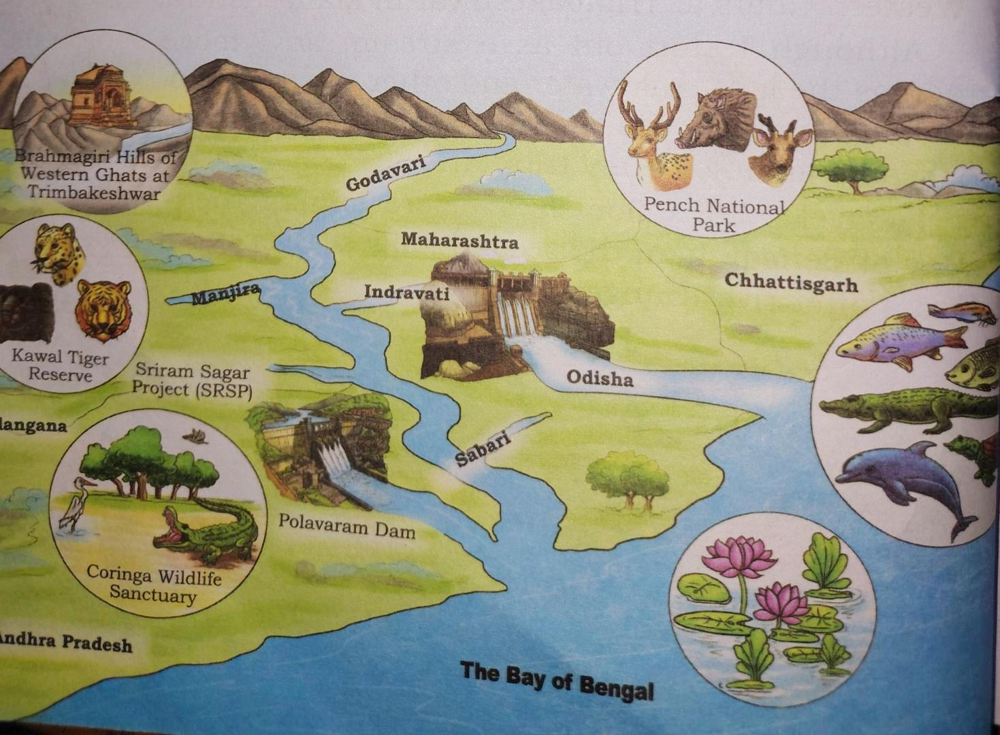 Brahmagiri Hills of
Western Ghats at
Trimbakeshwar
Godavari
Pench National
Park
Maharashtra
Chhattisgarh
Manjira
Indravati
Kawal Tiger
Reserve
Sriram Sagar
Project (SRSP)
Odisha
langana
Sabari
Polavaram Dam
Coringa Wildlife
Sanctuary
Andhra Pradesh
The Bay of Bengal